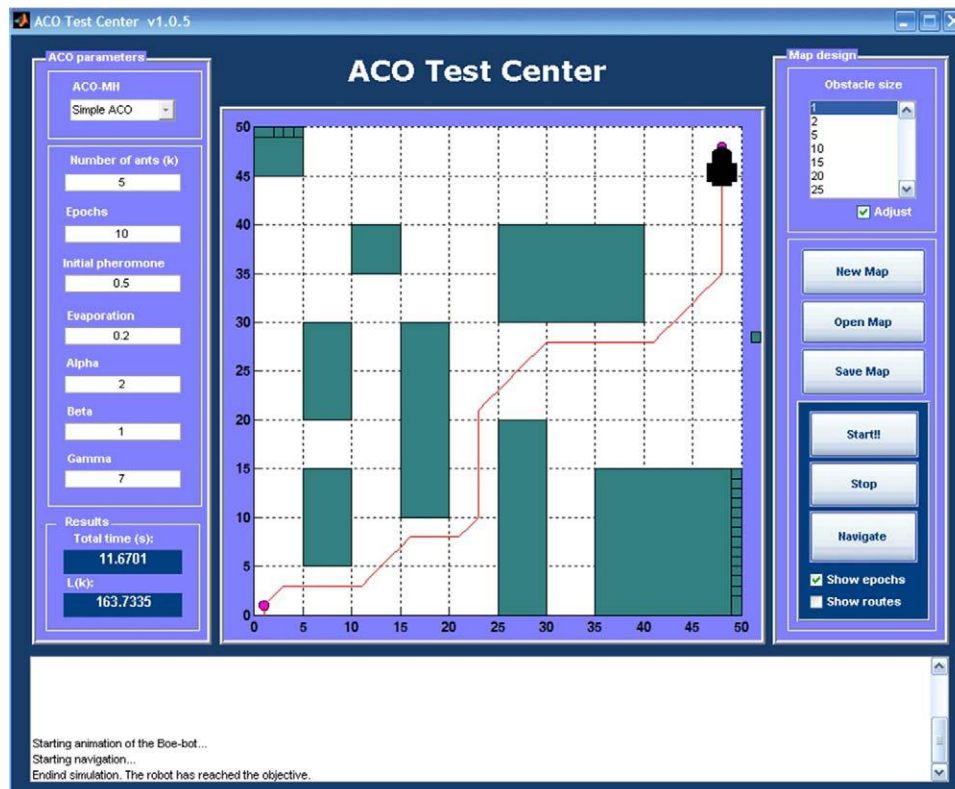 ACO Test Center v1.0.5
ACO Test Center
ACO parameters
ACO-MH
Simple ACO
Number of ants (k)
5
Epochs
10
Initial pheromone
0.5
Evaporation
0.2
Alpha
2
Beta
1
Gamma
7
Results
Total time (s):
11.6701
L(k):
163.7335
50
45
40
35
30
25
20
15
10
5
0
0 5 10 15 20 25 30 35 40 45 50
Map design
Obstacle size
1
2
5
10
15
20
25
Adjust
New Map
Open Map
Save Map
Start!!
Stop
Navigate
Show epochs
Show routes
Starting animation of the Boe-bot...
Starting navigation...
Endind simulation. The robot has reached the objective.